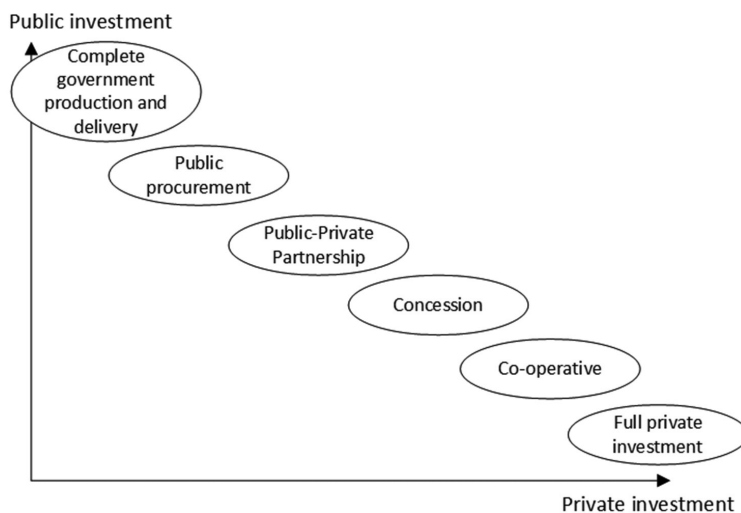 Public investment
Complete
government
production and
delivery
Public
procurement
Public-Private
Partnership
Concession
Co-operative
Full private
investment
Private investment